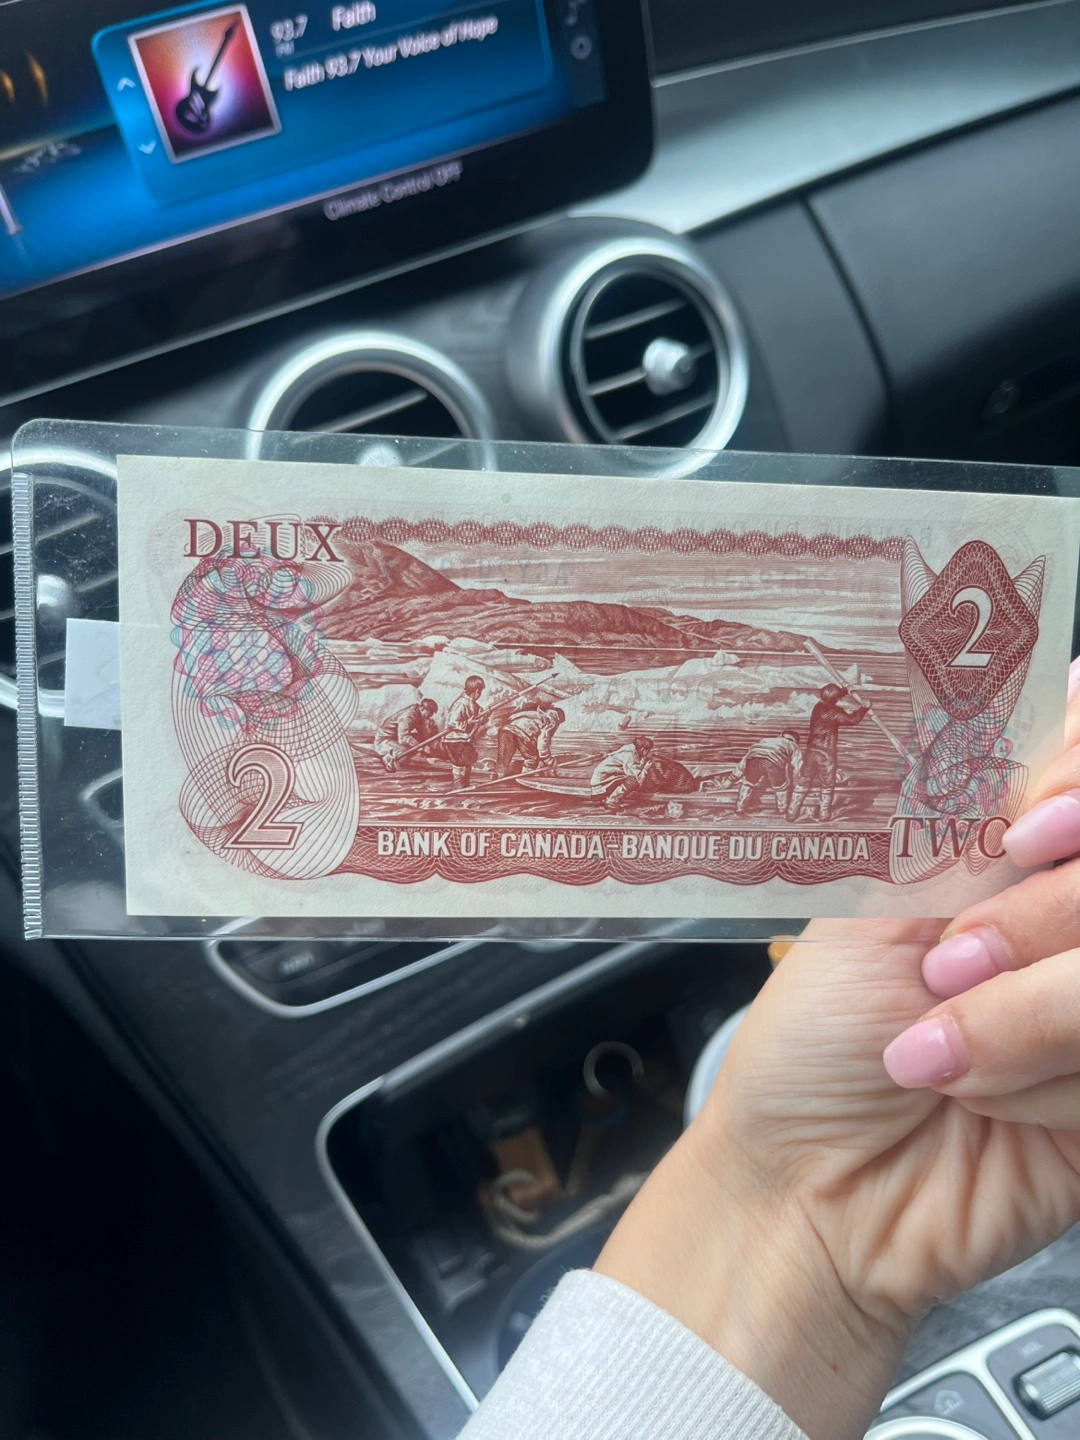 93.7 Faith
FM
Faith 93.7 Your Voice of Hope
Climate Control OFF
DEUX
2
2
BANK OF CANADA-BANQUE DU CANADA
TWO